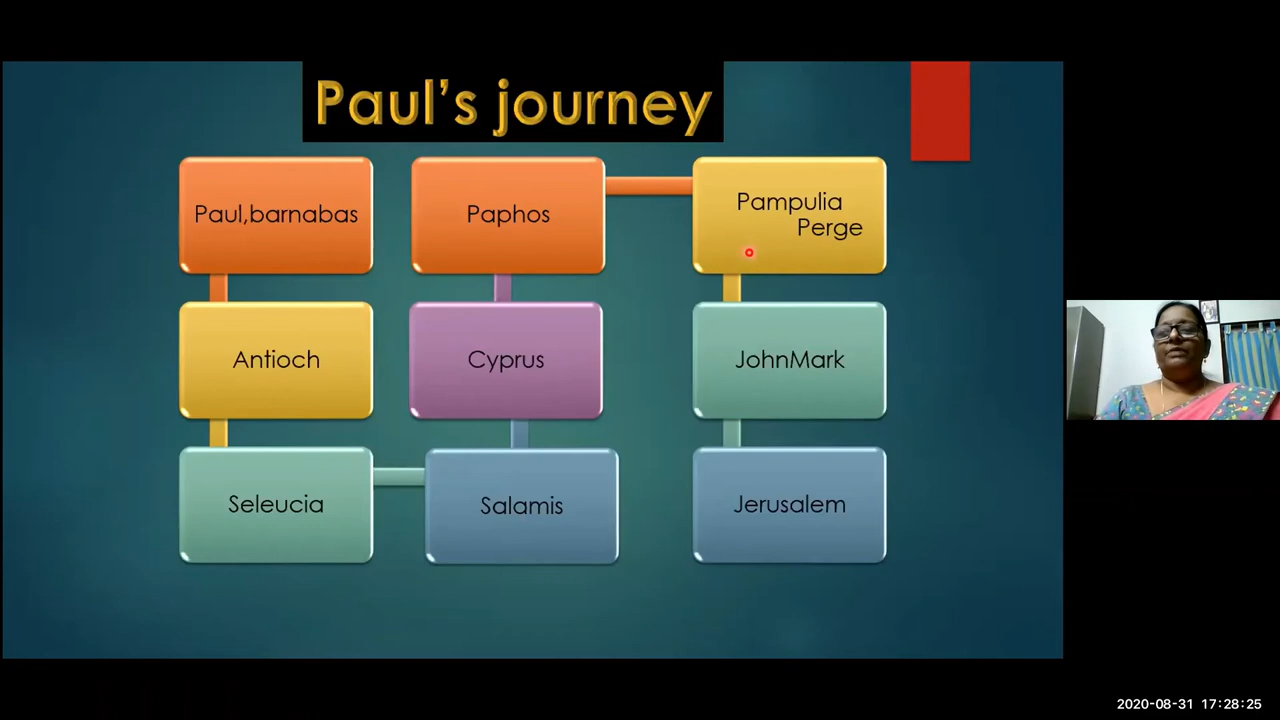 Paul's journey
Paul,barnabas
Antioch
Seleucia
Salamis
Cyprus
Paphos
Pampulia
Perge
JohnMark
Jerusalem
2020-08-31 17:28:25